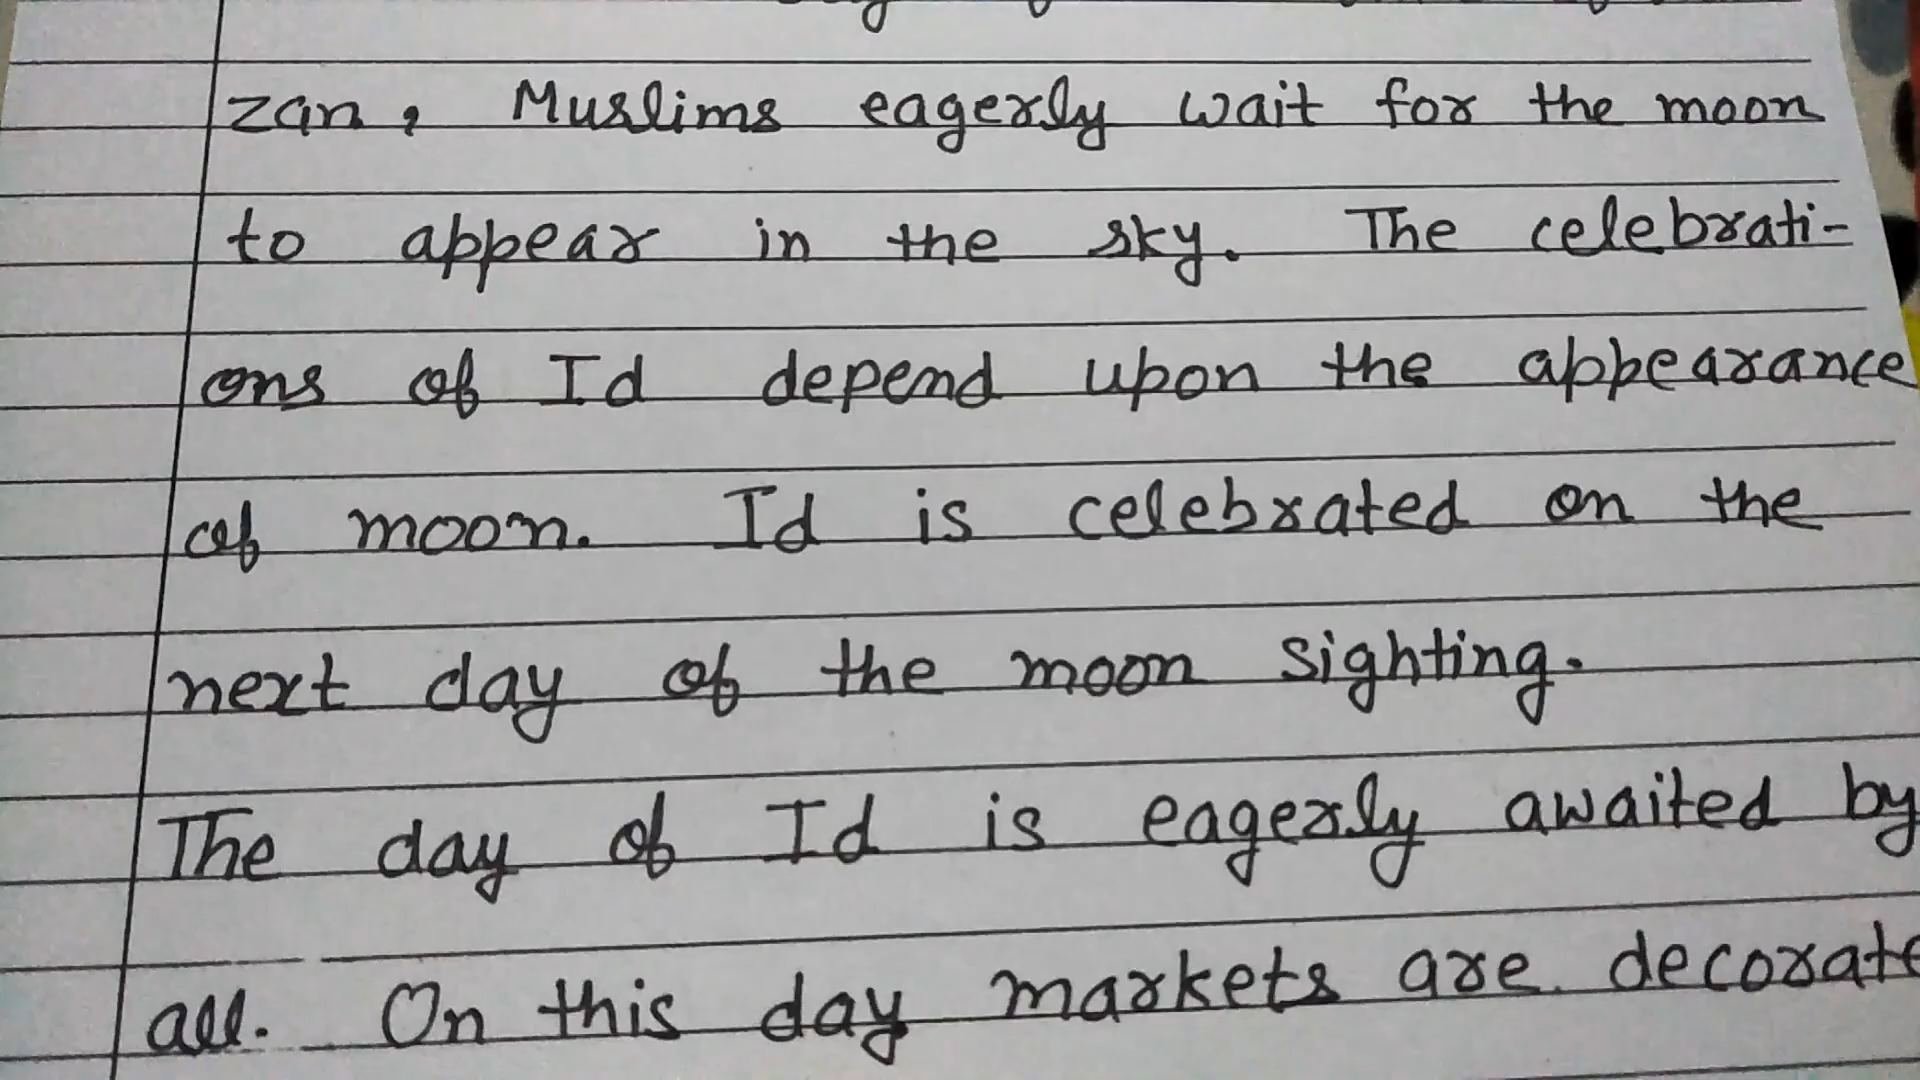 zan, Muslims eagerly wait for the moon
to appear in the sky. The celebrati-
ons of Id depend upon the appearance
of moon. Id is celebrated on the
next day of the moon sighting.
The day of Id is eagerly awaited by
all. On this day markets are decorate